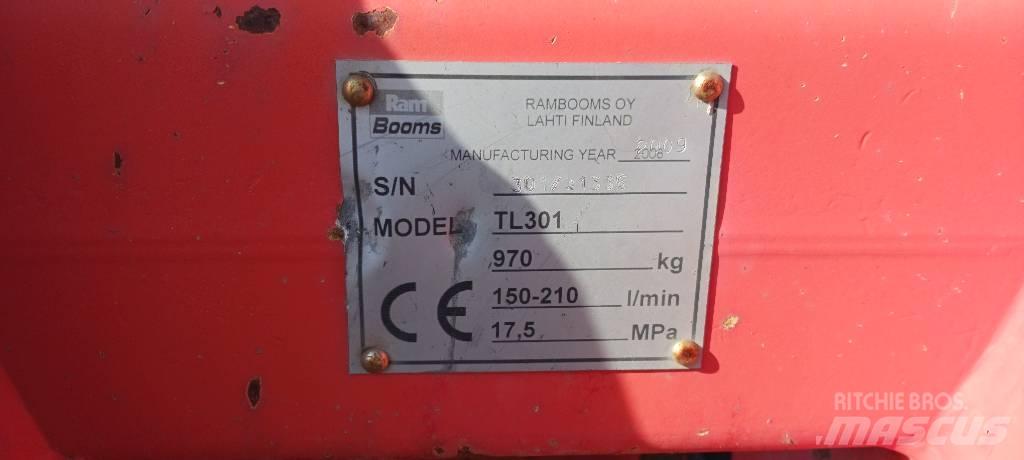 Ram
Booms
RAMBOOMS OY
LAHTI FINLAND
MANUFACTURING YEAR 2008 2009
S/N
MODEL TL301
970 kg
150-210 l/min
17,5 MPa
CE
RITCHIE BROS.
MASCUS